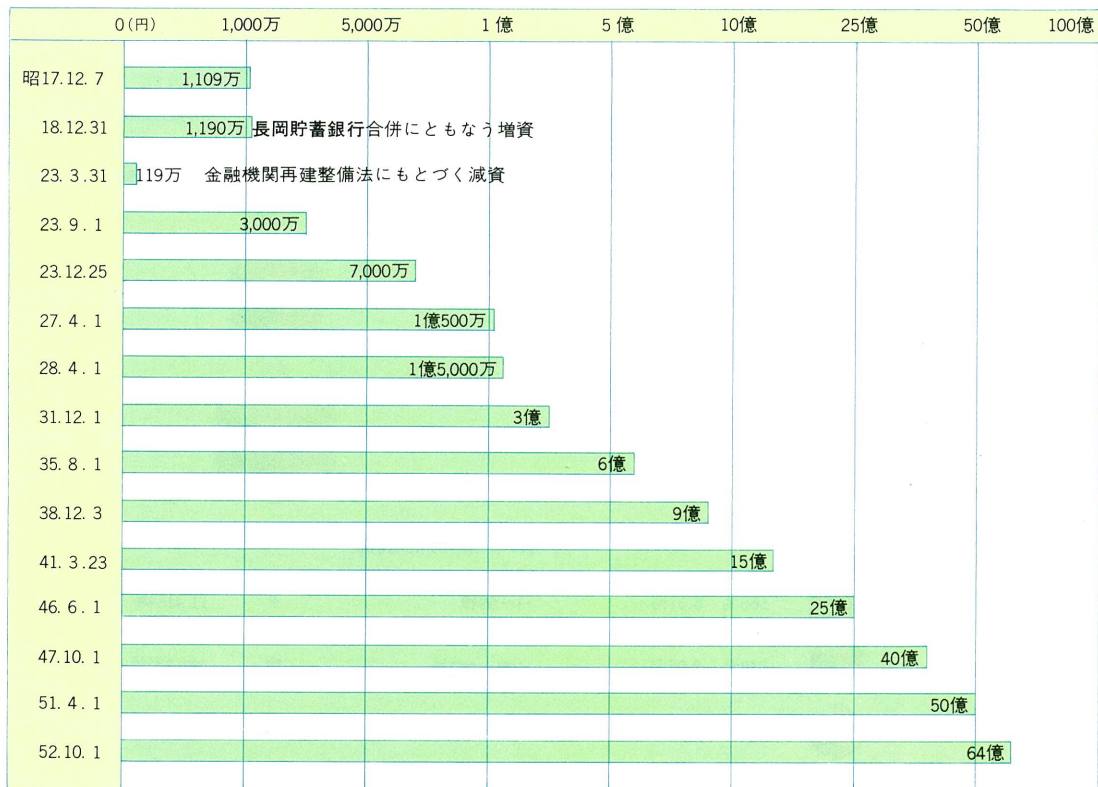 0(円) 1,000万 5,000万 1億 5億 10億 25億 50億 100億
昭17.12.7 1,109万
18.12.31 1,190万 長岡貯蓄銀行合併にともなう増資
23.3.31 119万 金融機関再建整備法にもとづく減資
23.9.1 3,000万
23.12.25 7,000万
27.4.1 1億500万
28.4.1 1億5,000万
31.12.1 3億
35.8.1 6億
38.12.3 9億
41.3.23 15億
46.6.1 25億
47.10.1 40億
51.4.1 50億
52.10.1 64億